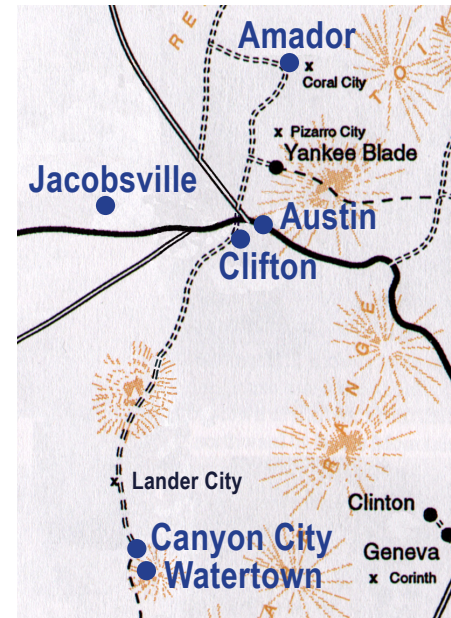 R E
Amador
Coral City
T O I Y
Pizarro City
Yankee Blade
Jacobsville
Austin
Clifton
R A N G E
Lander City
Clinton
Canyon City
Geneva
Watertown
Corinth
A